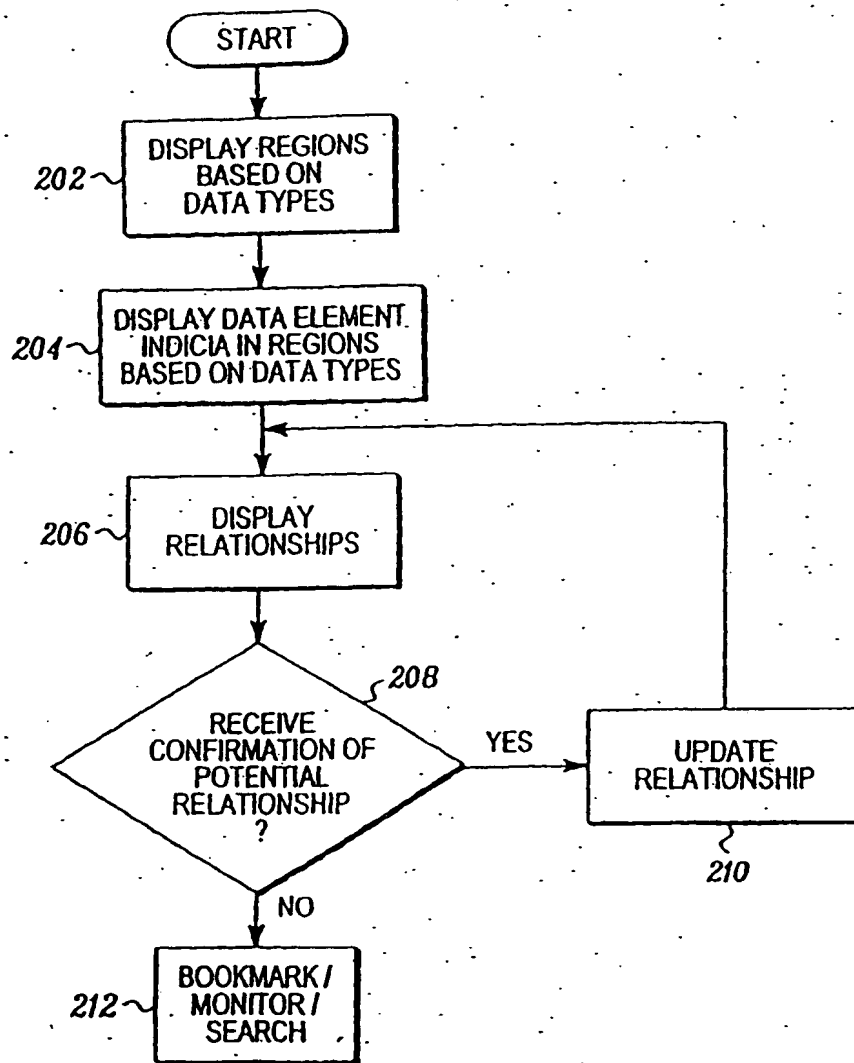 START
DISPLAY REGIONS
BASED ON
DATA TYPES
202
DISPLAY DATA ELEMENT
INDICIA IN REGIONS
BASED ON DATA TYPES
204
DISPLAY
RELATIONSHIPS
206
208
RECEIVE
CONFIRMATION OF
POTENTIAL
RELATIONSHIP
?
YES
UPDATE
RELATIONSHIP
210
NO
BOOKMARK /
MONITOR /
SEARCH
212